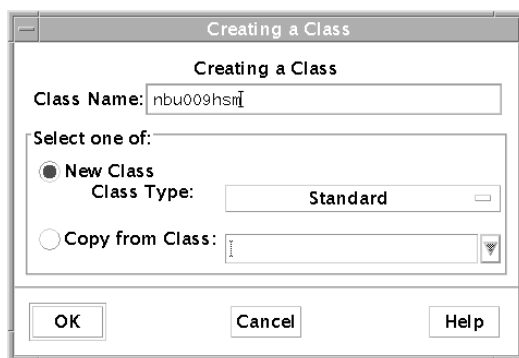 Creating a Class
Creating a Class
Class Name: nbu009hsm
Select one of:
New Class
Class Type: Standard
Copy from Class:
OK Cancel Help